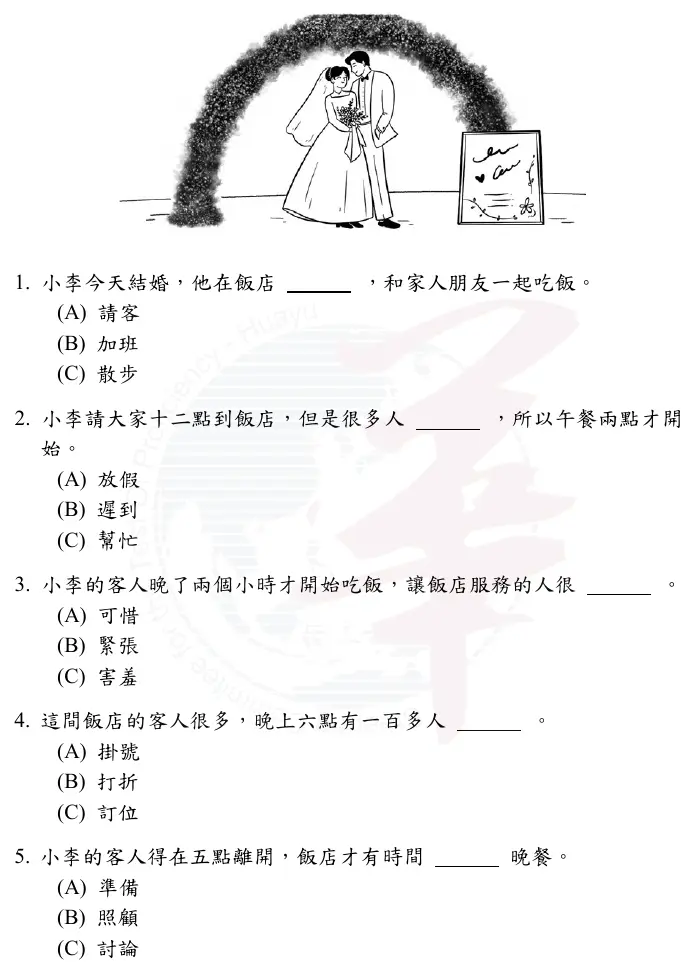 1. 小李今天結婚，他在飯店 ______ ，和家人朋友一起吃飯。
(A) 請客
(B) 加班
(C) 散步
2. 小李請大家十二點到飯店，但是很多人 ______ ，所以午餐兩點才開
始。
(A) 放假
(B) 遲到
(C) 幫忙
3. 小李的客人晚了兩個小時才開始吃飯，讓飯店服務的人很 ______ 。
(A) 可惜
(B) 緊張
(C) 害羞
4. 這間飯店的客人很多，晚上六點有一百多人 ______ 。
(A) 掛號
(B) 打折
(C) 訂位
5. 小李的客人得在五點離開，飯店才有時間 ______ 晚餐。
(A) 準備
(B) 照顧
(C) 討論